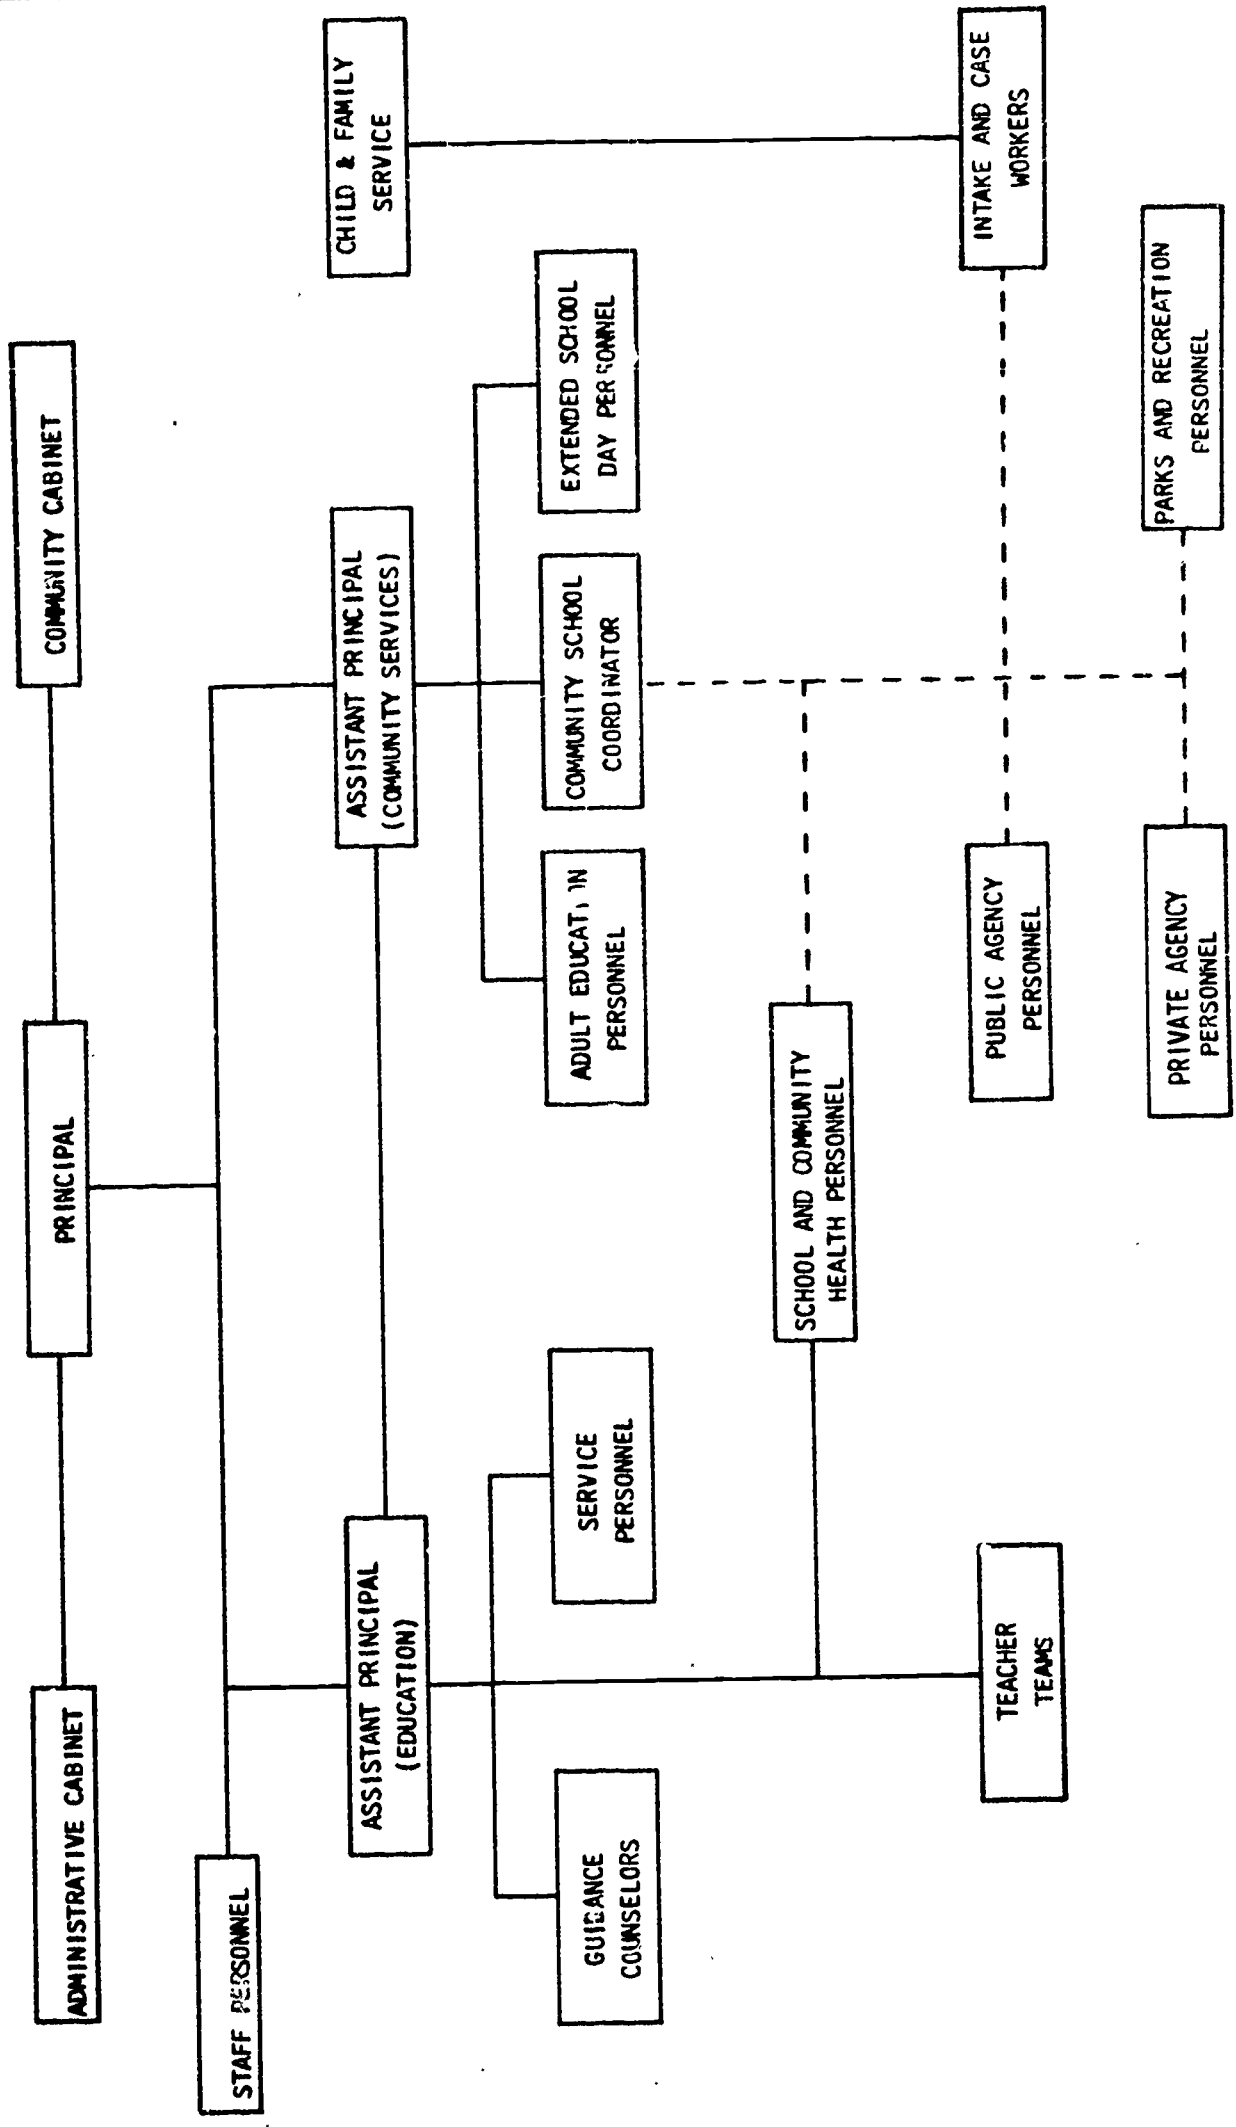 ADMINISTRATIVE CABINET
PRINCIPAL
COMMUNITY CABINET
STAFF PERSONNEL
ASSISTANT PRINCIPAL
(EDUCATION)
ASSISTANT PRINCIPAL
(COMMUNITY SERVICES)
CHILD & FAMILY
SERVICE
GUIDANCE
COUNSELORS
SERVICE
PERSONNEL
ADULT EDUCATION
PERSONNEL
COMMUNITY SCHOOL
COORDINATOR
EXTENDED SCHOOL
DAY PERSONNEL
SCHOOL AND COMMUNITY
HEALTH PERSONNEL
TEACHER
TEAMS
PUBLIC AGENCY
PERSONNEL
INTAKE AND CASE
WORKERS
PRIVATE AGENCY
PERSONNEL
PARKS AND RECREATION
PERSONNEL